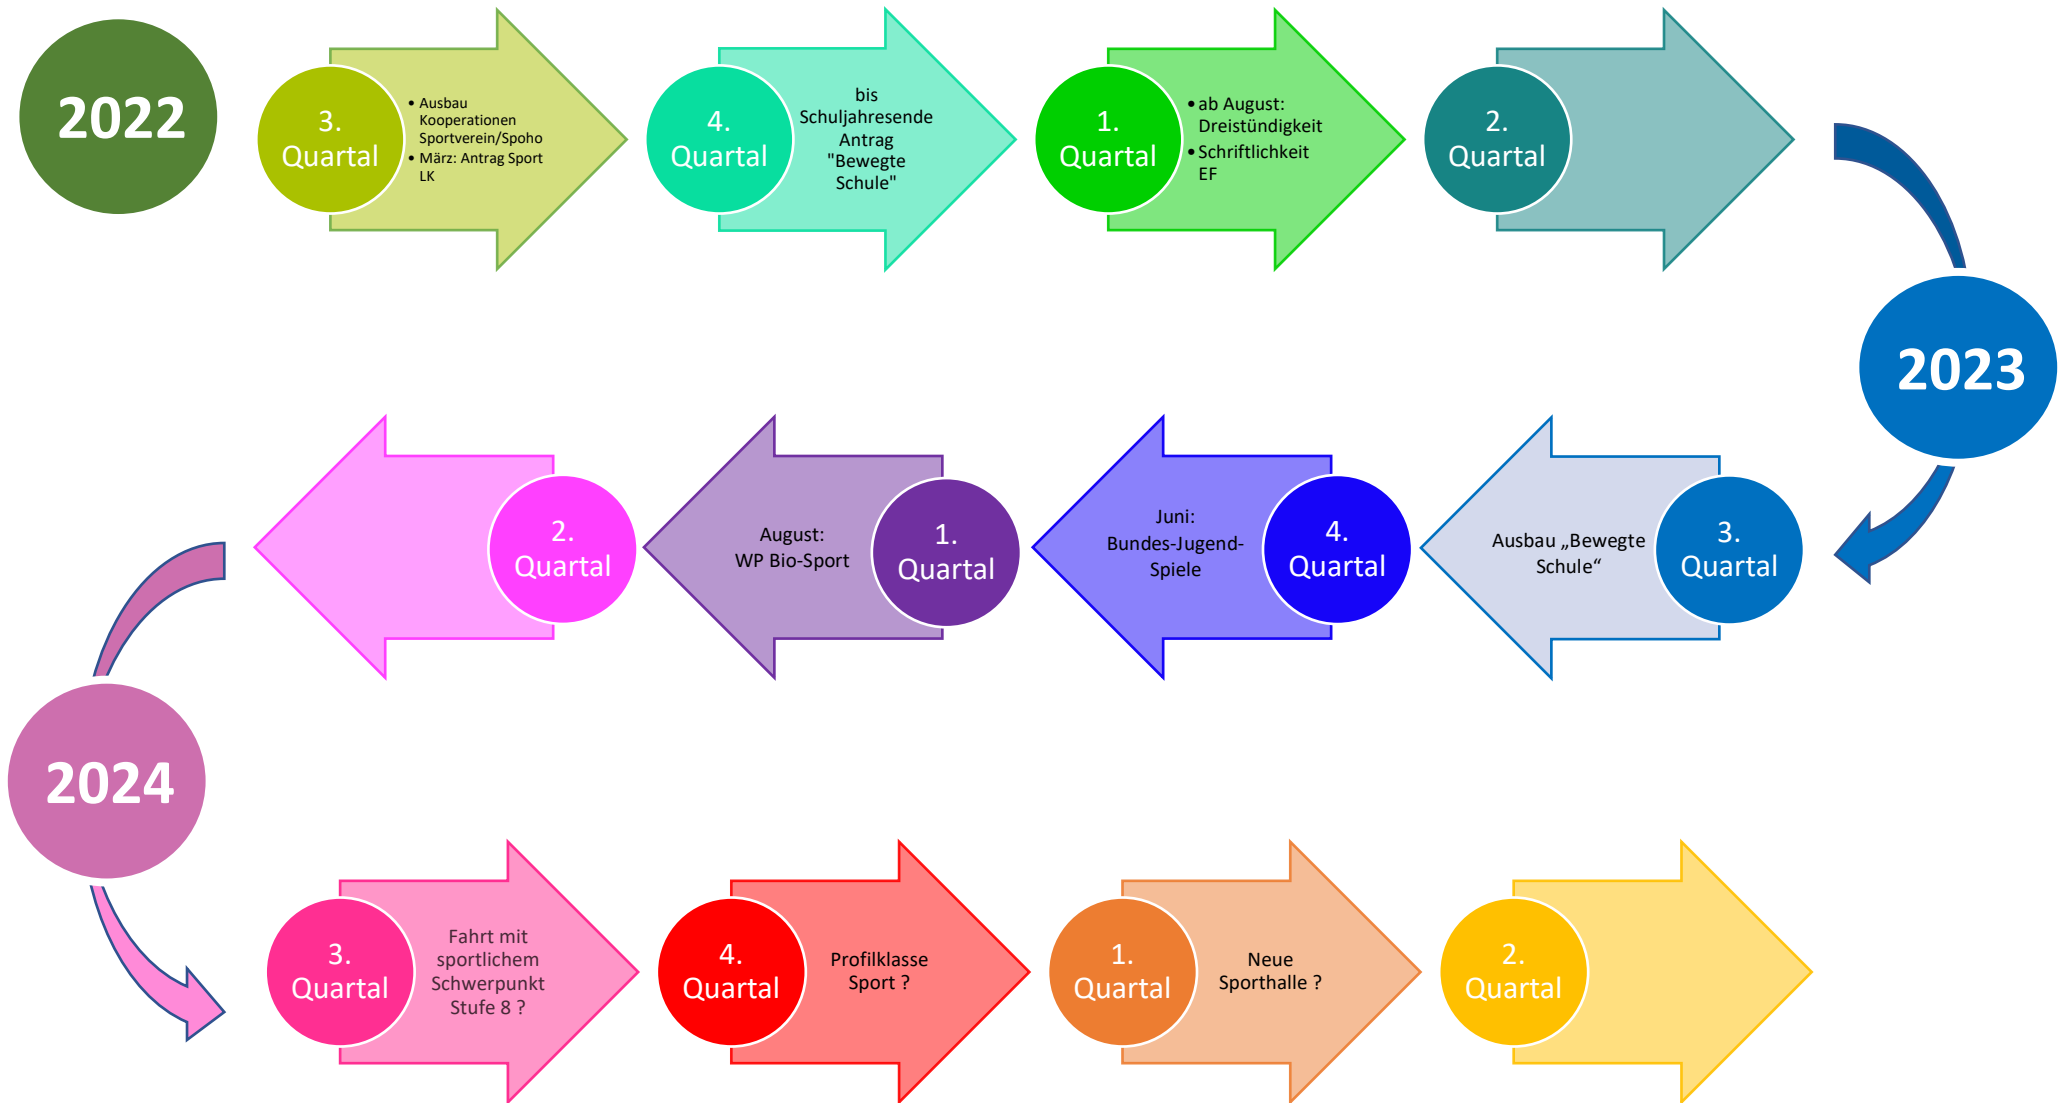 2022
3.
Quartal
• Ausbau
Kooperationen
Sportverein/Spoho
• März: Antrag Sport
LK
4.
Quartal
bis
Schuljahresende
Antrag
"Bewegte
Schule"
1.
Quartal
• ab August:
Dreistündigkeit
• Schriftlichkeit
EF
2.
Quartal
2023
3.
Quartal
Ausbau „Bewegte
Schule“
4.
Quartal
Juni:
Bundes-Jugend-
Spiele
1.
Quartal
August:
WP Bio-Sport
2.
Quartal
2024
3.
Quartal
Fahrt mit
sportlichem
Schwerpunkt
Stufe 8 ?
4.
Quartal
Profilklasse
Sport ?
1.
Quartal
Neue
Sporthalle ?
2.
Quartal